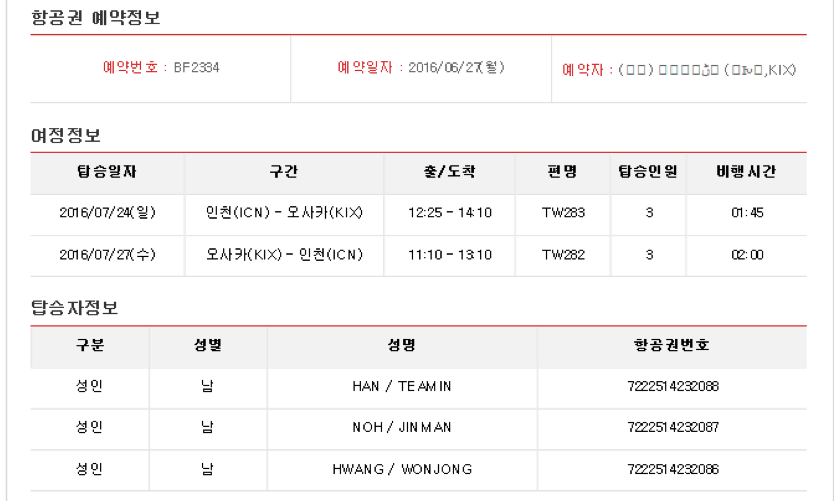 항공권 예약정보
예약번호 : BF2334 예약일자 : 2016/06/27(월) 예약자 : (,KIX)
여정정보
탑승일자 구간 출/도착 편명 탑승인원 비행시간
2016/07/24(일) 인천(ICN) - 오사카(KIX) 12:25 - 14:10 TW283 3 01:45
2016/07/27(수) 오사카(KIX) - 인천(ICN) 11:10 - 13:10 TW282 3 02:00
탑승자정보
구분 성별 성명 항공권번호
성인 남 HAN / TEAMIN 7222514232088
성인 남 NOH / JINMAN 7222514232087
성인 남 HWANG / WONJONG 7222514232086